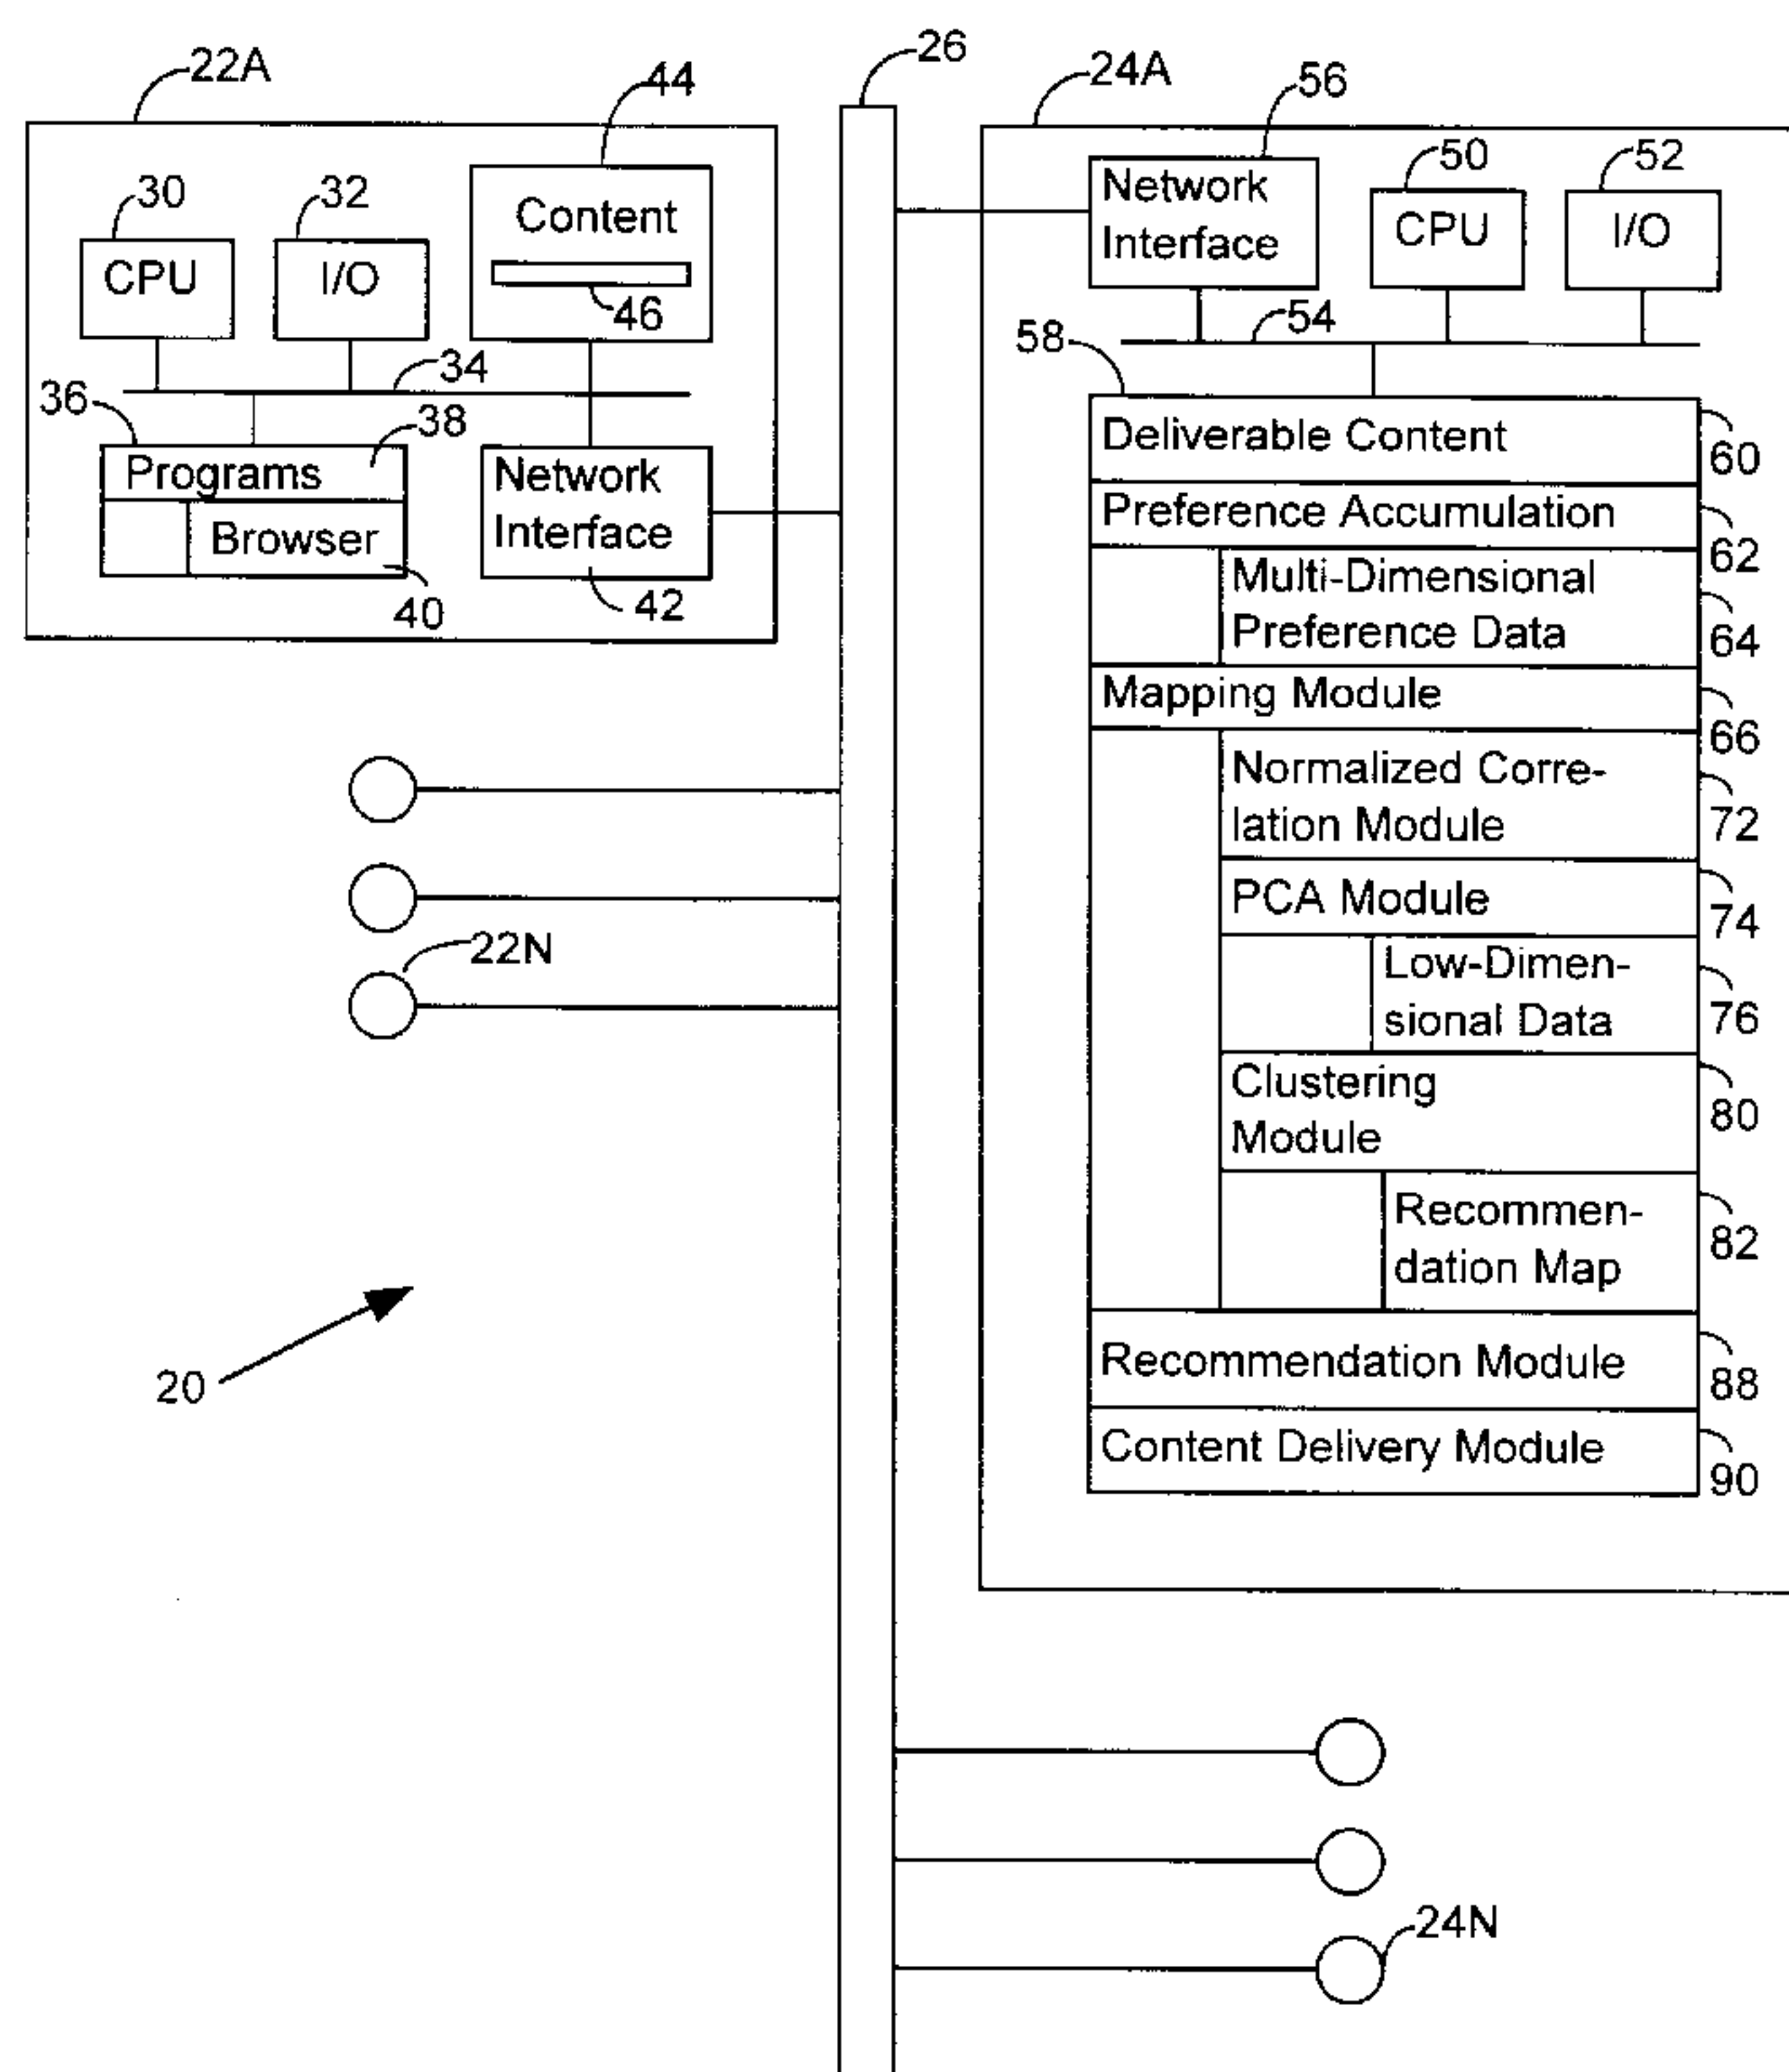 22A
44
26
24A
56
50
52
30
32
Content
46
CPU
I/O
34
36
38
Programs
Browser
40
Network
Interface
42
Network
Interface
CPU
I/O
54
58
Deliverable Content
60
Preference Accumulation
62
Multi-Dimensional
Preference Data
64
Mapping Module
66
Normalized Corre-
lation Module
72
PCA Module
74
Low-Dimen-
sional Data
76
Clustering
Module
80
Recommen-
dation Map
82
Recommendation Module
88
Content Delivery Module
90
22N
20
24N